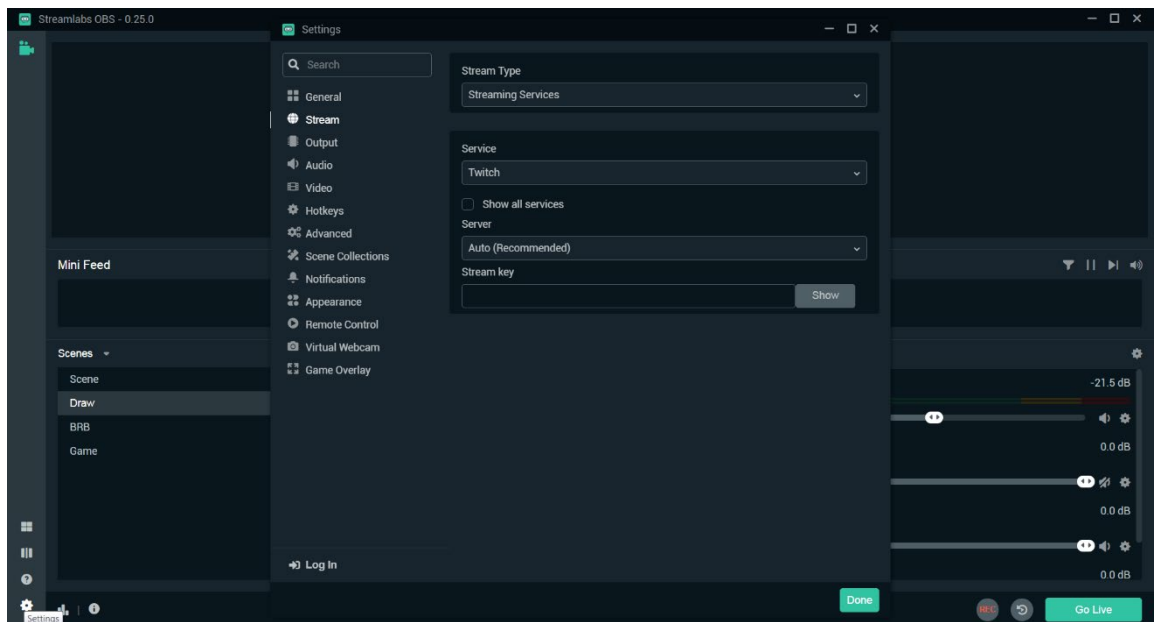 Streamlabs OBS - 0.25.0
Settings
Search
General
Stream
Output
Audio
Video
Hotkeys
Advanced
Scene Collections
Notifications
Appearance
Remote Control
Virtual Webcam
Game Overlay
Log In
Stream Type
Streaming Services
Service
Twitch
Show all services
Server
Auto (Recommended)
Stream key
Show
Done
Mini Feed
Scenes
Scene
Draw
BRB
Game
-21.5 dB
0.0 dB
0.0 dB
0.0 dB
Settings
REC
Go Live